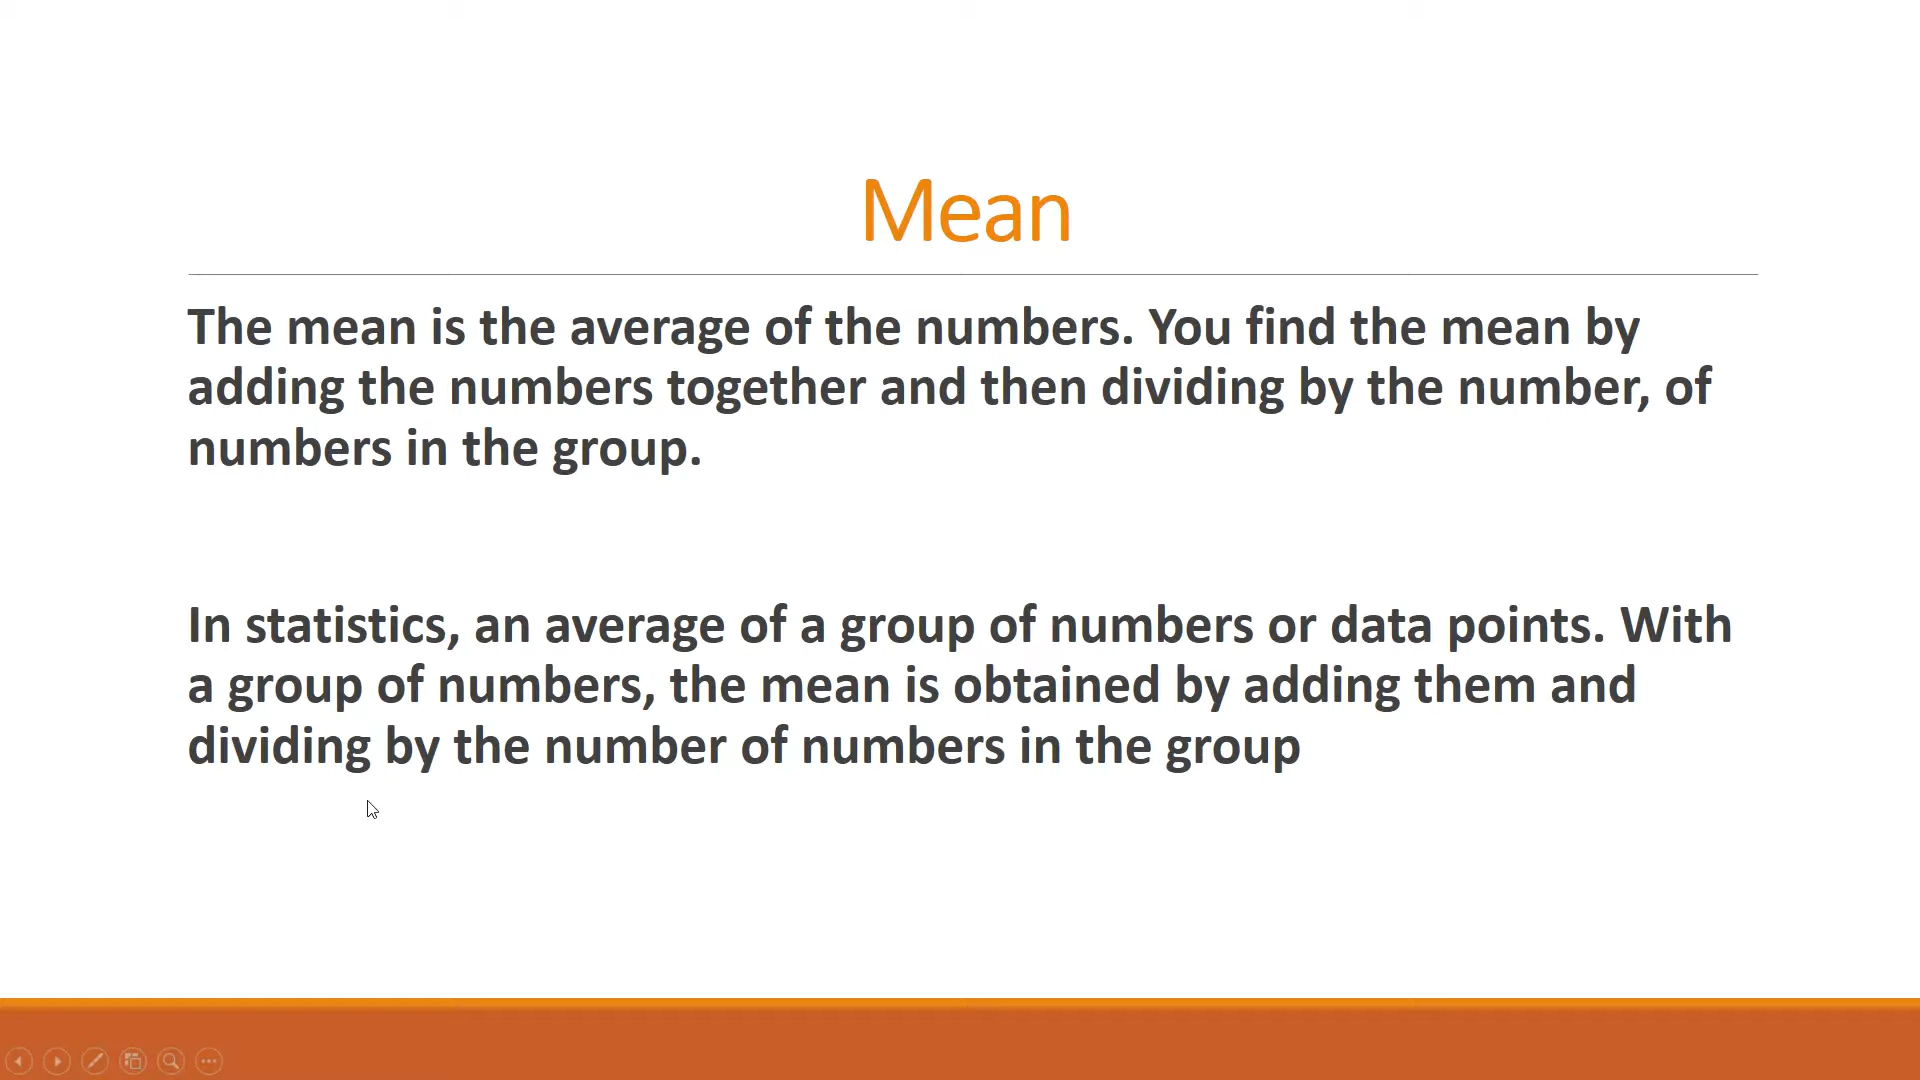 Mean
The mean is the average of the numbers. You find the mean by
adding the numbers together and then dividing by the number, of
numbers in the group.
In statistics, an average of a group of numbers or data points. With
a group of numbers, the mean is obtained by adding them and
dividing by the number of numbers in the group